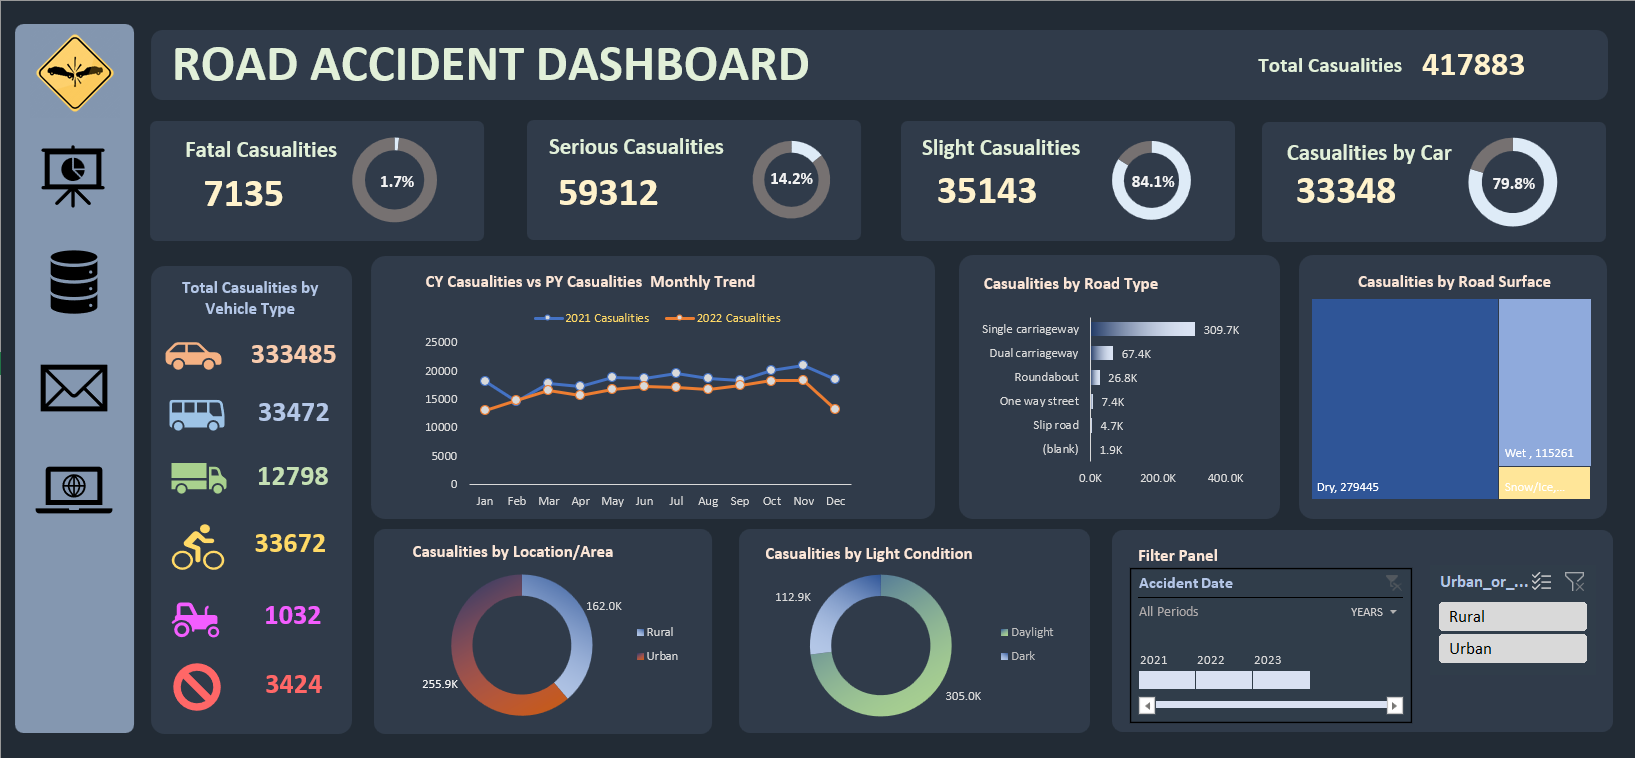 ROAD ACCIDENT DASHBOARD
Total Casualities 417883
Fatal Casualities
7135
1.7%
Serious Casualities
59312
14.2%
Slight Casualities
35143
84.1%
Casualities by Car
33348
79.8%
Total Casualities by
Vehicle Type
333485
33472
12798
33672
1032
3424
CY Casualities vs PY Casualities Monthly Trend
2021 Casualities 2022 Casualities
25000
20000
15000
10000
5000
0
Jan Feb Mar Apr May Jun Jul Aug Sep Oct Nov Dec
Casualities by Road Type
Single carriageway 309.7K
Dual carriageway 67.4K
Roundabout 26.8K
One way street 7.4K
Slip road 4.7K
(blank) 1.9K
0.0K 200.0K 400.0K
Casualities by Road Surface
Dry, 279445
Wet , 115261
Snow/Ice,...
Casualities by Location/Area
162.0K
255.9K
Rural
Urban
Casualities by Light Condition
112.9K
305.0K
Daylight
Dark
Filter Panel
Accident Date
All Periods YEARS
2021 2022 2023
Urban_or_...
Rural
Urban